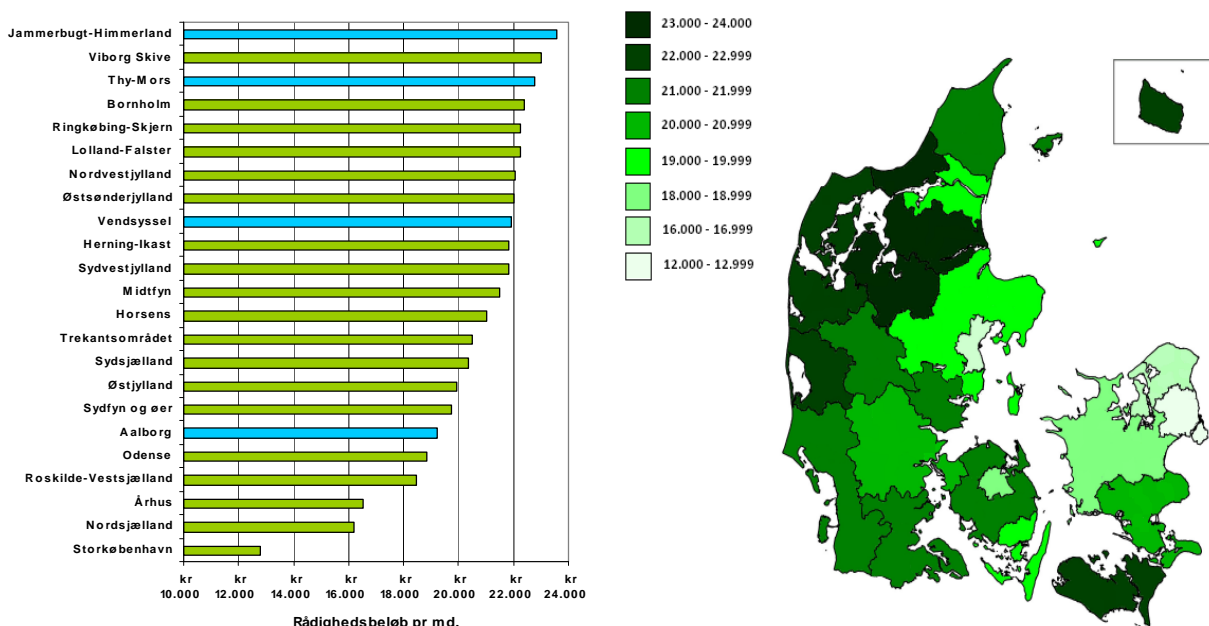 Jammerbugt-Himmerland
Viborg Skive
Thy-Mors
Bornholm
Ringkøbing-Skjern
Lolland-Falster
Nordvestjylland
Østsønderjylland
Vendsyssel
Herning-Ikast
Sydvestjylland
Midtfyn
Horsens
Trekantsområdet
Sydsjælland
Østjylland
Sydfyn og øer
Aalborg
Odense
Roskilde-Vestsjælland
Århus
Nordsjælland
Storkøbenhavn
kr kr kr kr kr kr kr kr
10.000 12.000 14.000 16.000 18.000 20.000 22.000 24.000
Rådighedsbeløb pr md.
23.000 - 24.000
22.000 - 22.999
21.000 - 21.999
20.000 - 20.999
19.000 - 19.999
18.000 - 18.999
16.000 - 16.999
12.000 - 12.999